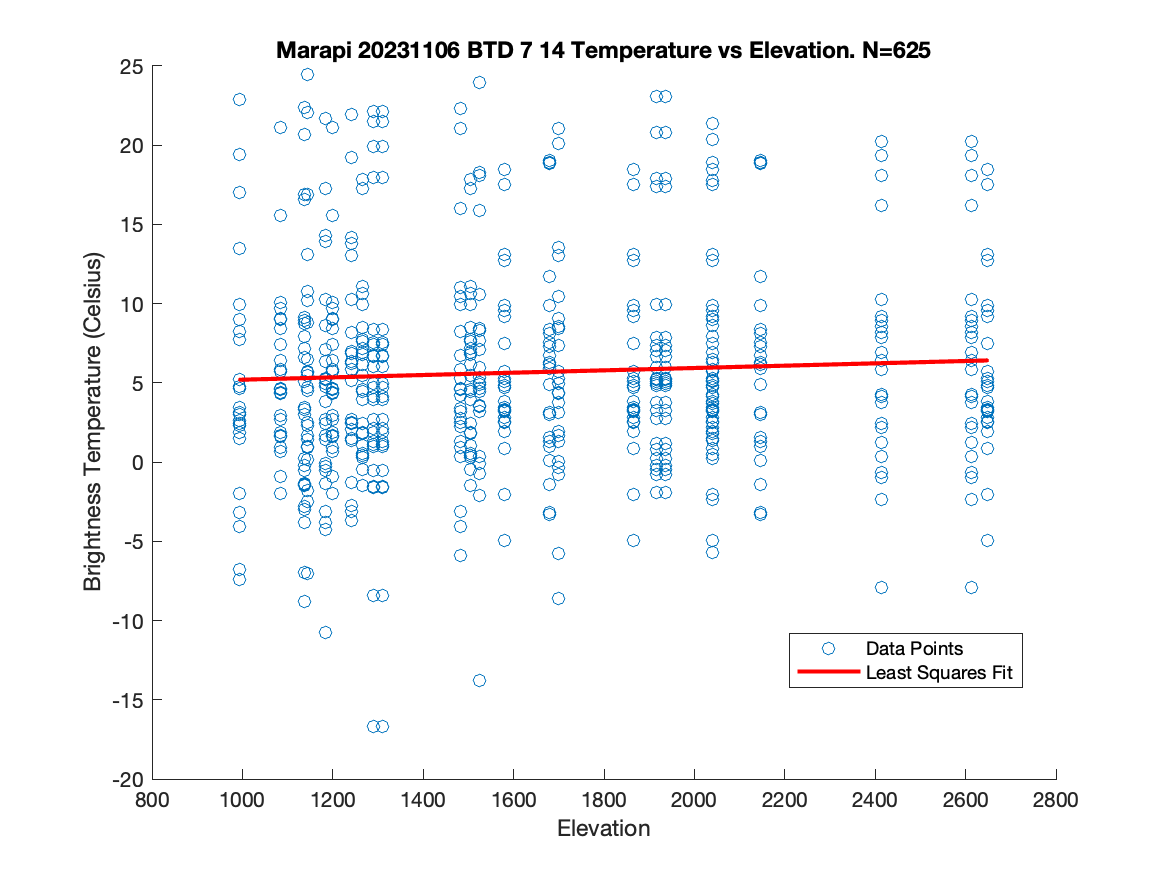 Marapi 20231106 BTD 7 14 Temperature vs Elevation. N=625
25
20
15
10
5
0
-5
-10
-15
-20
Brightness Temperature (Celsius)
Data Points
Least Squares Fit
800 1000 1200 1400 1600 1800 2000 2200 2400 2600 2800
Elevation